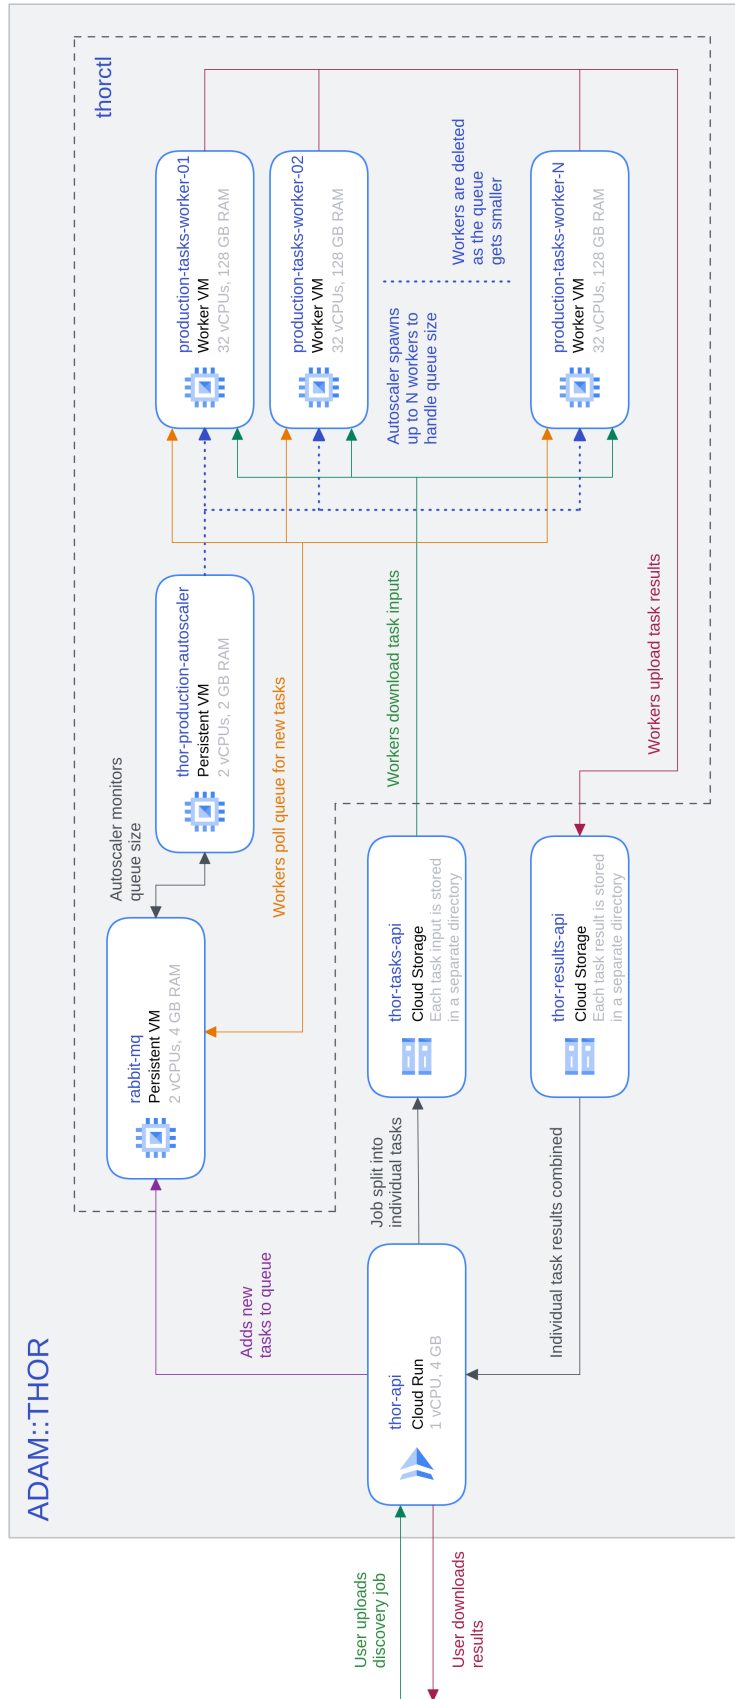 ADAM::THOR
thorctl
User uploads
discovery job
User downloads
results
thor-api
Cloud Run
1 vCPU, 4 GB
Adds new
tasks to queue
Job split into
individual tasks
Individual task results combined
rabbit-mq
Persistent VM
2 vCPUs, 4 GB RAM
Autoscaler monitors
queue size
thor-production-autoscaler
Persistent VM
2 vCPUs, 2 GB RAM
Workers poll queue for new tasks
thor-tasks-api
Cloud Storage
Each task input is stored
in a separate directory
thor-results-api
Cloud Storage
Each task result is stored
in a separate directory
Workers download task inputs
Workers upload task results
production-tasks-worker-01
Worker VM
32 vCPUs, 128 GB RAM
production-tasks-worker-02
Worker VM
32 vCPUs, 128 GB RAM
Autoscaler spawns
up to N workers to
handle queue size
Workers are deleted
as the queue
gets smaller
production-tasks-worker-N
Worker VM
32 vCPUs, 128 GB RAM